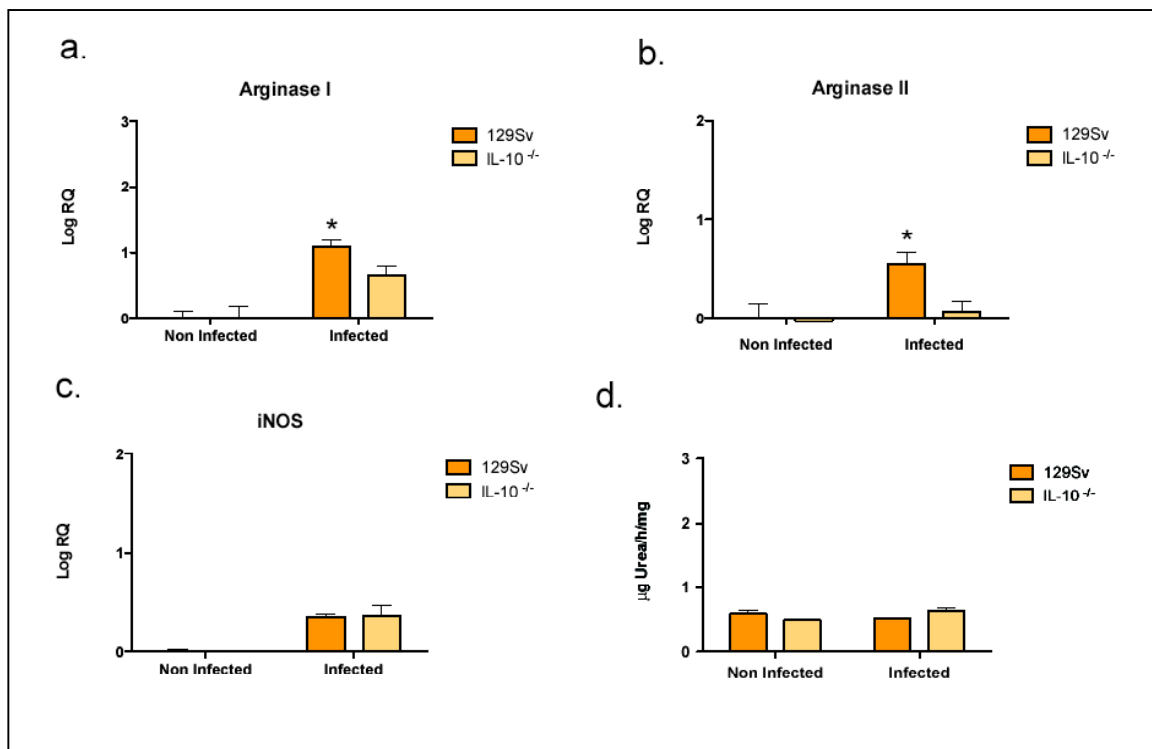 a.
Arginase I
3
2
1
0
Log RQ
Non Infected
Infected
*
129Sv
IL-10 -/-
b.
Arginase II
2
1
0
Log RQ
Non Infected
Infected
*
129Sv
IL-10 -/-
c.
iNOS
2
1
0
Log RQ
Non Infected
Infected
129Sv
IL-10 -/-
d.
3
2
1
0
µg Urea/h/mg
Non Infected
Infected
129Sv
IL-10 -/-